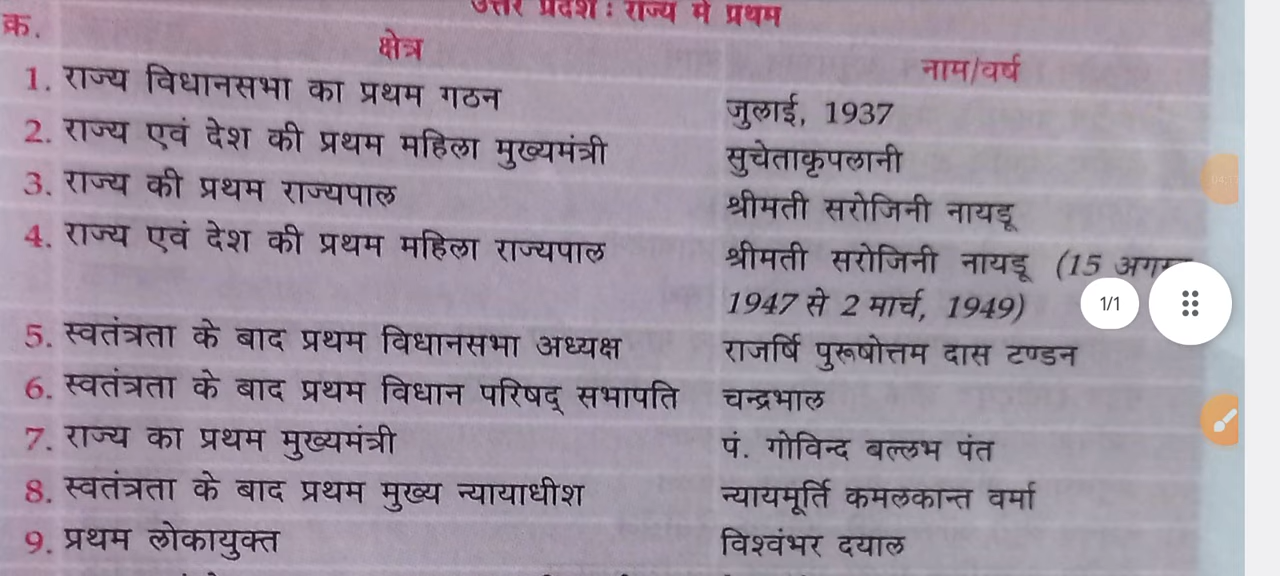 उत्तर प्रदेश : राज्य में प्रथम
क्र. क्षेत्र नाम/वर्ष
1. राज्य विधानसभा का प्रथम गठन जुलाई, 1937
2. राज्य एवं देश की प्रथम महिला मुख्यमंत्री सुचेताकृपलानी
3. राज्य की प्रथम राज्यपाल श्रीमती सरोजिनी नायडू
4. राज्य एवं देश की प्रथम महिला राज्यपाल श्रीमती सरोजिनी नायडू (15 अगस्त
1947 से 2 मार्च, 1949)
1/1
5. स्वतंत्रता के बाद प्रथम विधानसभा अध्यक्ष राजर्षि पुरूषोत्तम दास टण्डन
6. स्वतंत्रता के बाद प्रथम विधान परिषद् सभापति चन्द्रभाल
7. राज्य का प्रथम मुख्यमंत्री पं. गोविन्द बल्लभ पंत
8. स्वतंत्रता के बाद प्रथम मुख्य न्यायाधीश न्यायमूर्ति कमलकान्त वर्मा
9. प्रथम लोकायुक्त विश्वंभर दयाल